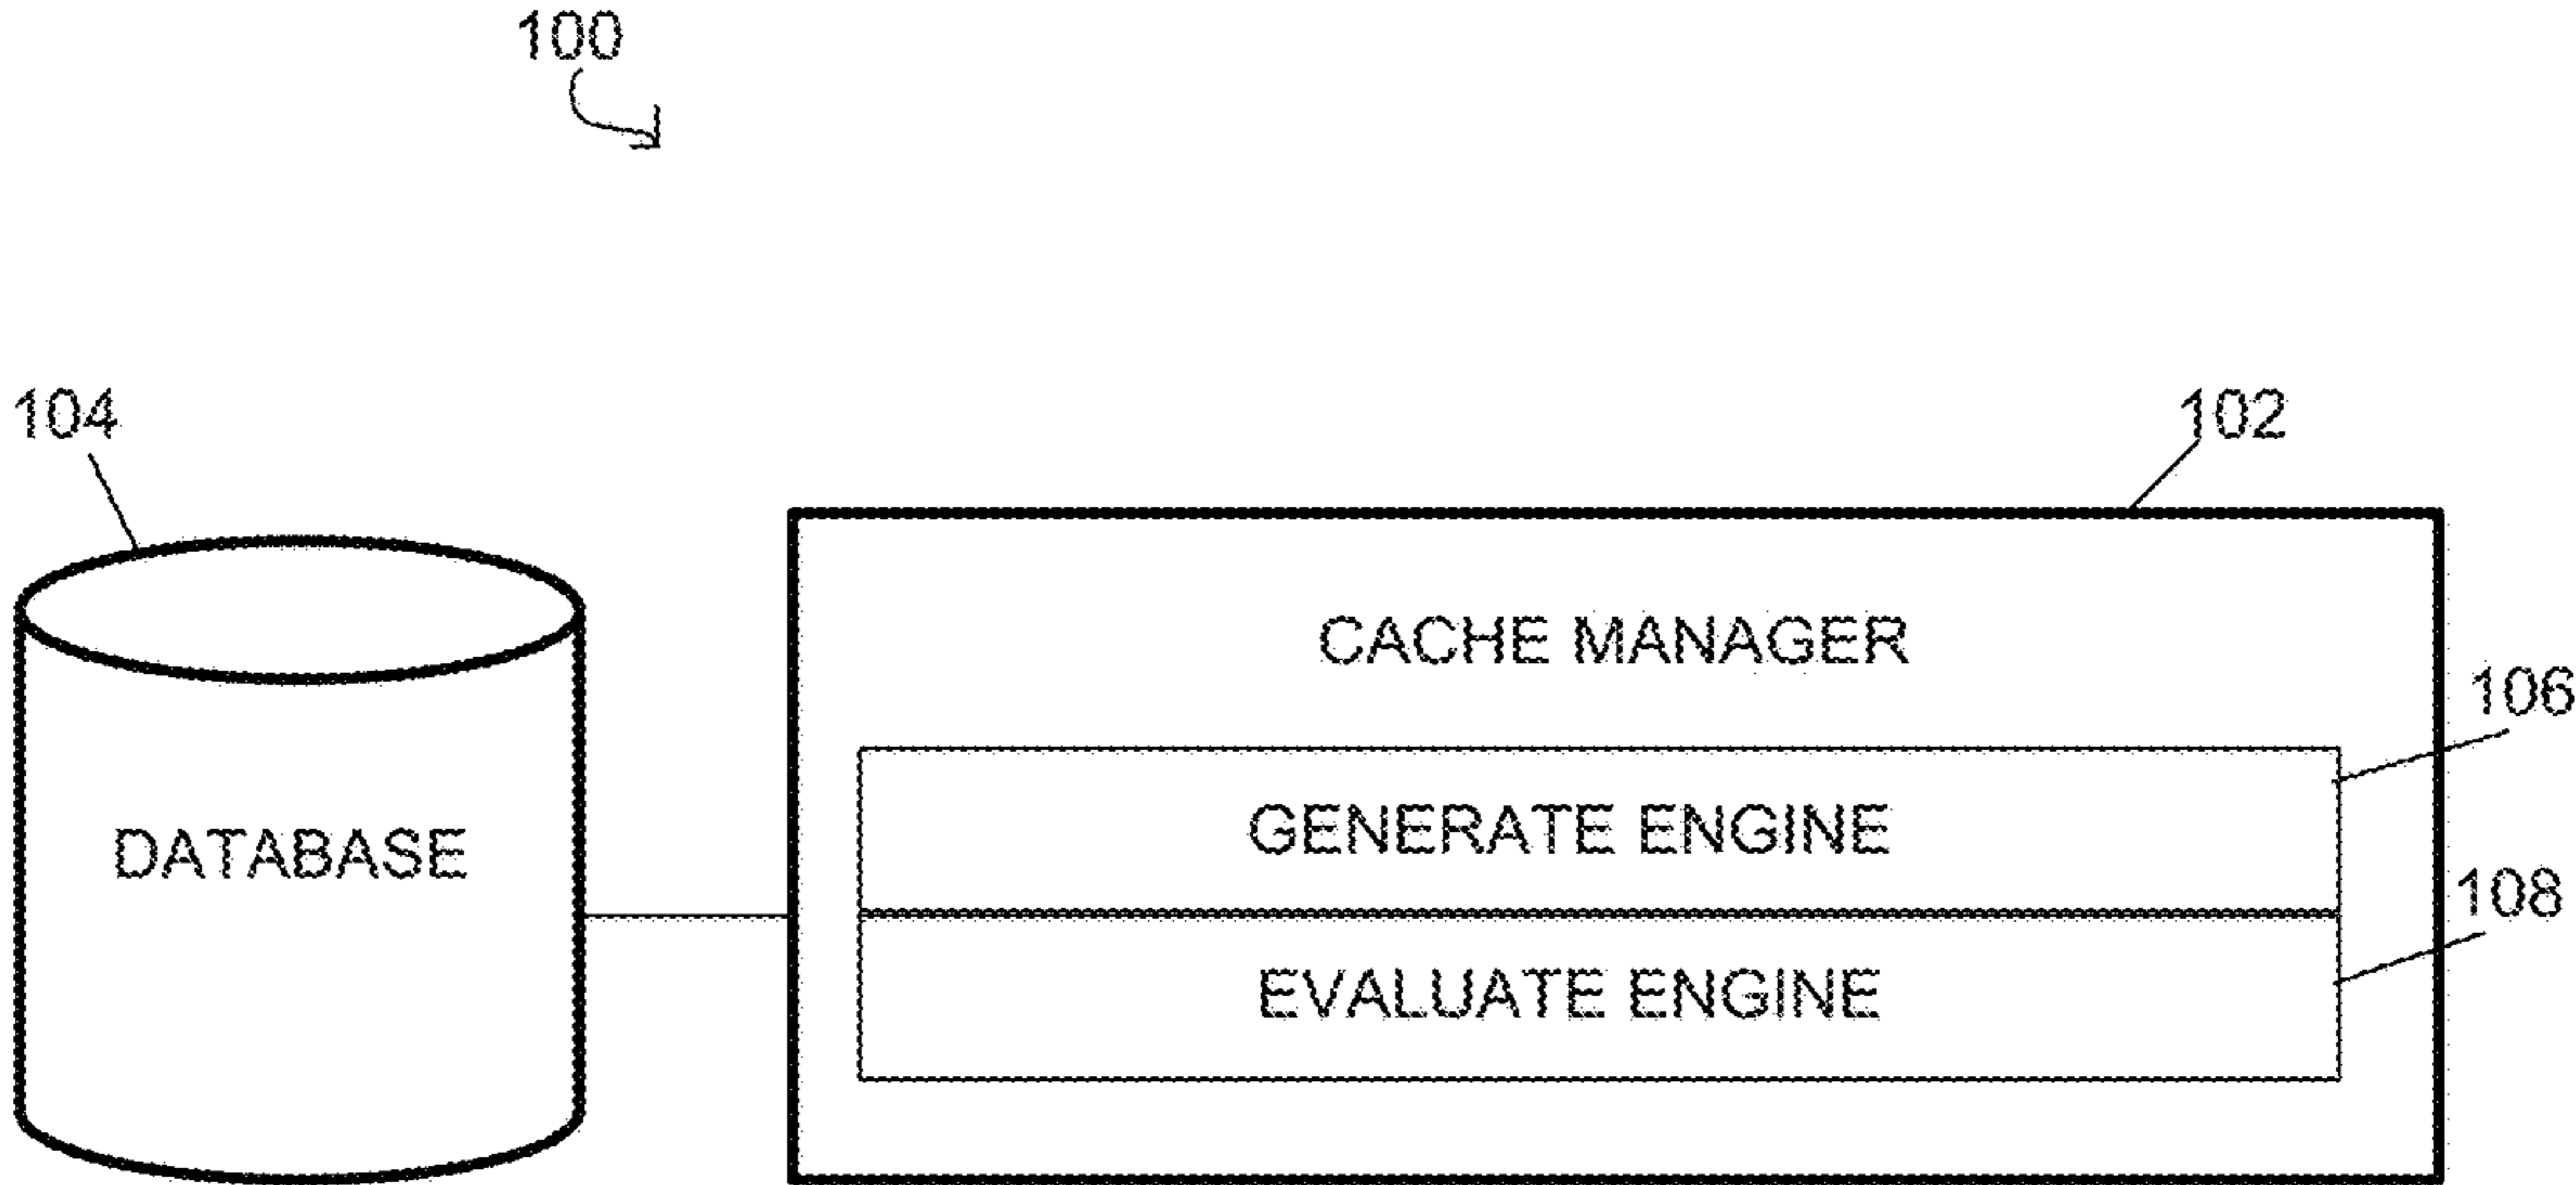 100
104
102
CACHE MANAGER
106
GENERATE ENGINE
DATABASE
108
EVALUATE ENGINE